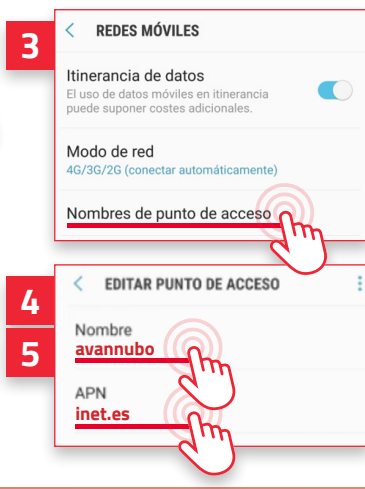 3
REDES MÓVILES
Itinerancia de datos
El uso de datos móviles en itinerancia
puede suponer costes adicionales.
Modo de red
4G/3G/2G (conectar automáticamente)
Nombres de punto de acceso
4
EDITAR PUNTO DE ACCESO
5
Nombre
avannubo
APN
inet.es